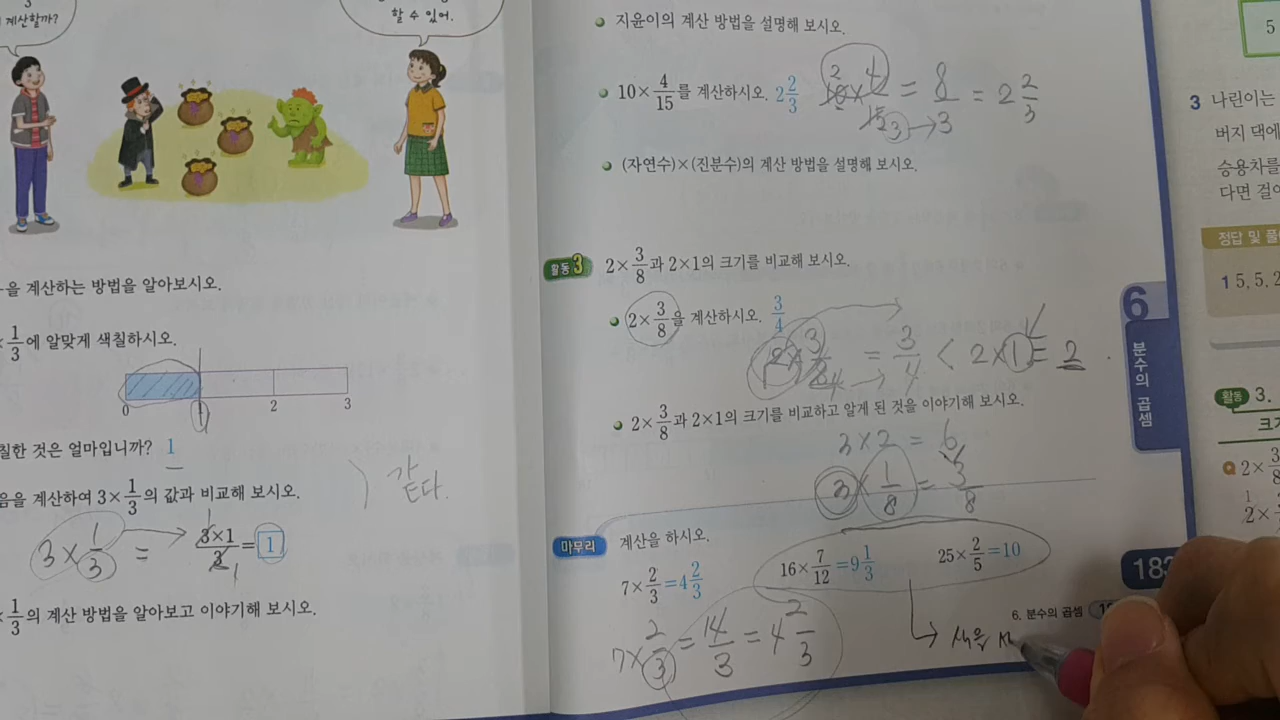 3
계산할까?
할 수 있어.
을 계산하는 방법을 알아보시오.
×1/3에 알맞게 색칠하시오.
0 1 2 3
칠한 것은 얼마입니까? 1
음을 계산하여 3×1/3의 값과 비교해 보시오.
같다.
3×1/3 = 3×1/3 = 1
×1/3의 계산 방법을 알아보고 이야기해 보시오.
지윤이의 계산 방법을 설명해 보시오.
10×4/15를 계산하시오. 2 2/3
= 8/3 = 2 2/3
(자연수)×(진분수)의 계산 방법을 설명해 보시오.
활동 3 2×3/8과 2×1의 크기를 비교해 보시오.
2×3/8을 계산하시오. 3/4
= 3/4 < 2×1 = 2
2×3/8과 2×1의 크기를 비교하고 알게 된 것을 이야기해 보시오.
3×2 = 6
3×1/8 = 3/8
마무리 계산을 하시오.
7×2/3=4 2/3
16×7/12=9 1/3
25×2/5=10
7×2/3 = 14/3 = 4 2/3
6. 분수의 곱셈
6
분수의 곱셈
183
5
3 나린이는
버지 댁에
승용차를
다면 걸어
정답 및 풀
1 5, 5, 2
활동 3.
크기
2×3/8